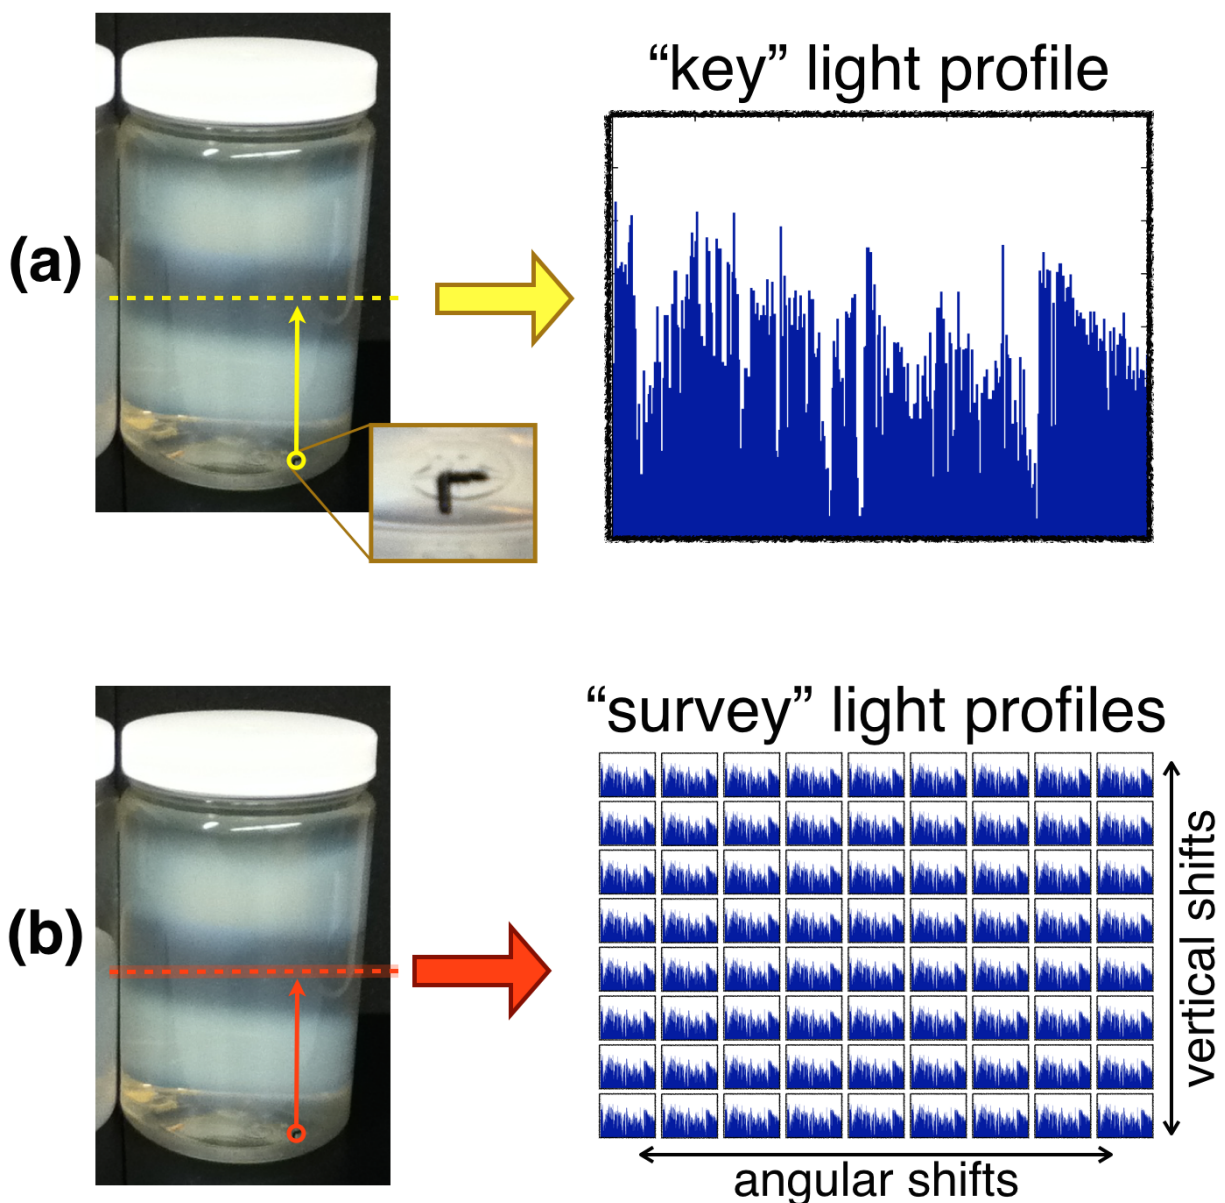 “key” light profile
(a)
“survey” light profiles
(b)
vertical shifts
angular shifts